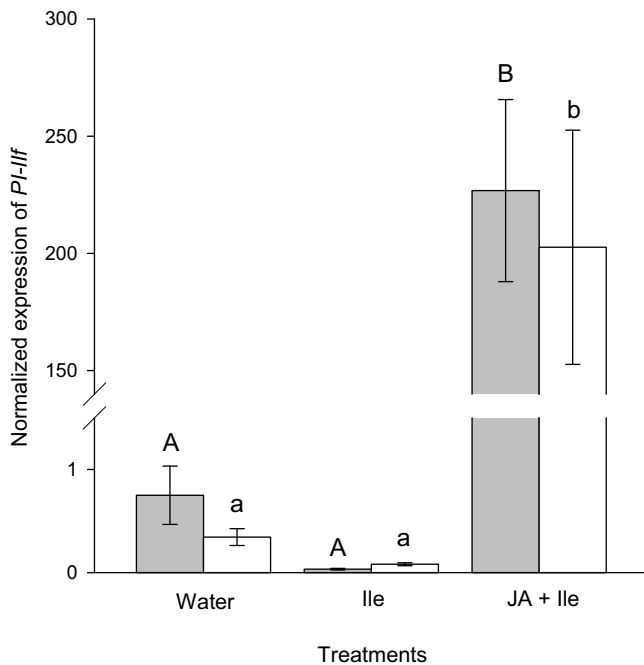 300
250
200
150
1
0
Normalized expression of PI-IIf
A
a
A
a
B
b
Water
Ile
JA + Ile
Treatments